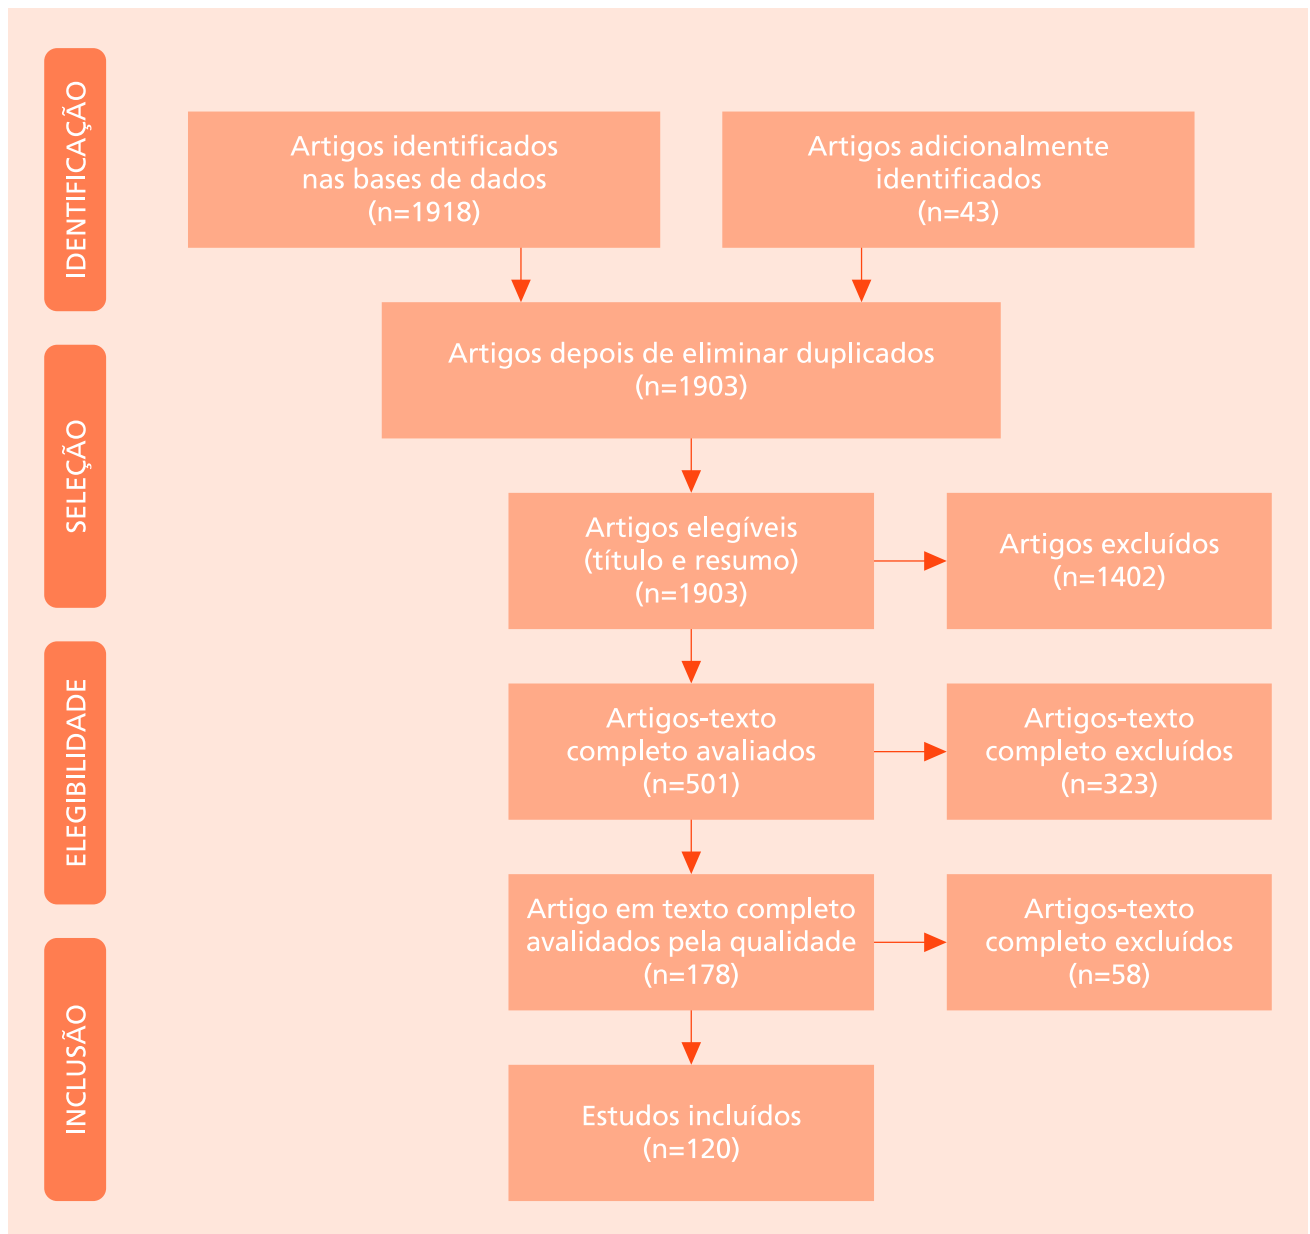 IDENTIFICAÇÃO
Artigos identificados
nas bases de dados
(n=1918)
Artigos adicionalmente
identificados
(n=43)
SELEÇÃO
Artigos depois de eliminar duplicados
(n=1903)
Artigos elegíveis
(título e resumo)
(n=1903)
Artigos excluídos
(n=1402)
ELEGIBILIDADE
Artigos-texto
completo avaliados
(n=501)
Artigos-texto
completo excluídos
(n=323)
Artigo em texto completo
avalidados pela qualidade
(n=178)
Artigos-texto
completo excluídos
(n=58)
INCLUSÃO
Estudos incluídos
(n=120)